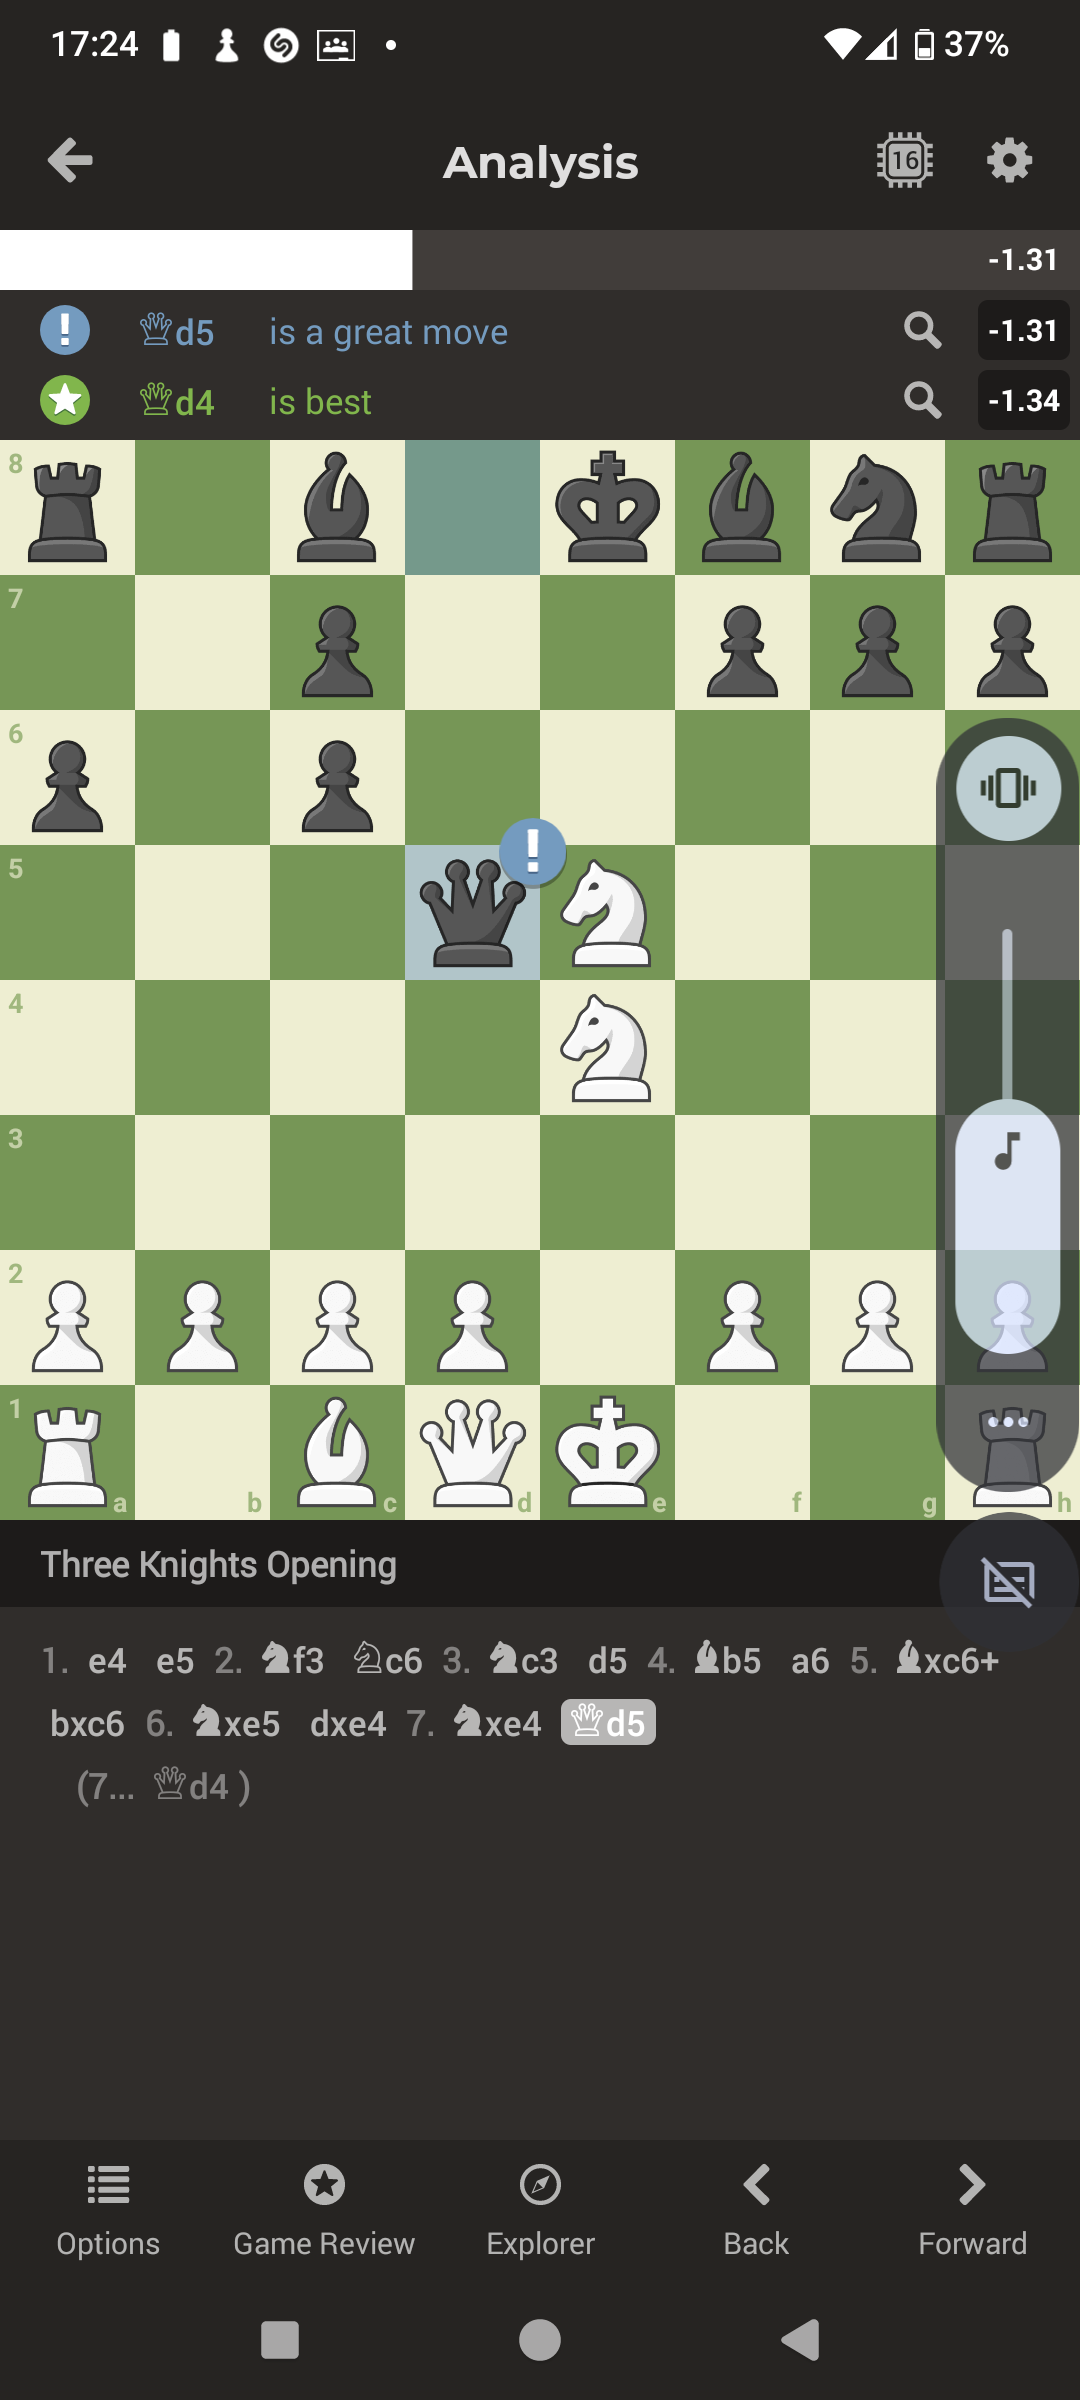 17:24 37%
Analysis
16
-1.31
! ♕d5 is a great move -1.31
♕d4 is best -1.34
8
7
6
!
5
4
3
2
1
a b c d e f g h
Three Knights Opening
1. e4 e5 2. ♞f3 ♘c6 3. ♞c3 d5 4. ♝b5 a6 5. ♝xc6+
bxc6 6. ♞xe5 dxe4 7. ♞xe4 ♕d5
(7... ♕d4 )
Options Game Review Explorer Back Forward